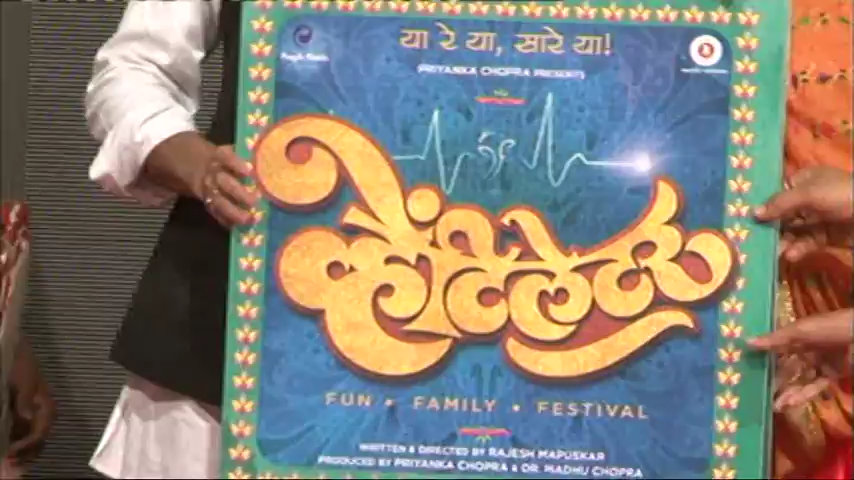 या रे या, सारे या!
PRIYANKA CHOPRA PRESENTS
व्हेंटिलेटर
FUN • FAMILY • FESTIVAL
WRITTEN & DIRECTED BY RAJESH MAPUSKAR
PRODUCED BY PRIYANKA CHOPRA & DR. MADHU CHOPRA